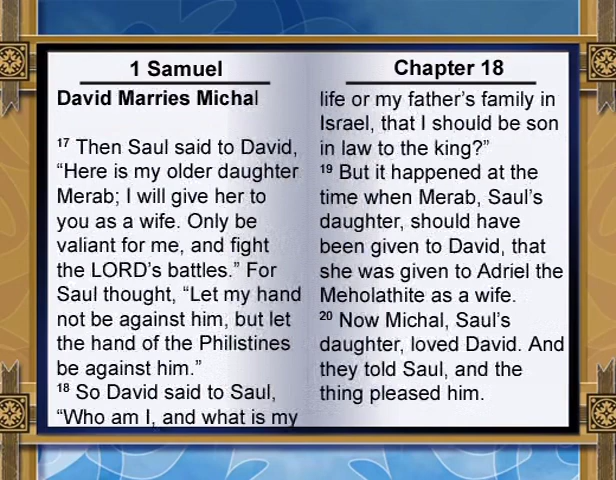 1 Samuel
David Marries Michal
17 Then Saul said to David,
“Here is my older daughter
Merab; I will give her to
you as a wife. Only be
valiant for me, and fight
the LORD’s battles.” For
Saul thought, “Let my hand
not be against him, but let
the hand of the Philistines
be against him.”
18 So David said to Saul,
“Who am I, and what is my
Chapter 18
life or my father’s family in
Israel, that I should be son
in law to the king?”
19 But it happened at the
time when Merab, Saul’s
daughter, should have
been given to David, that
she was given to Adriel the
Meholathite as a wife.
20 Now Michal, Saul’s
daughter, loved David. And
they told Saul, and the
thing pleased him.